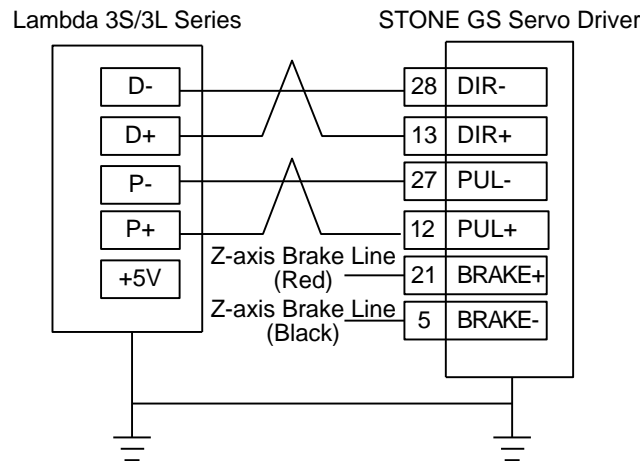 Lambda 3S/3L Series
STONE GS Servo Driver
D-
28 DIR-
D+
13 DIR+
P-
27 PUL-
P+
12 PUL+
Z-axis Brake Line
(Red)
+5V
21 BRAKE+
Z-axis Brake Line
(Black)
5 BRAKE-